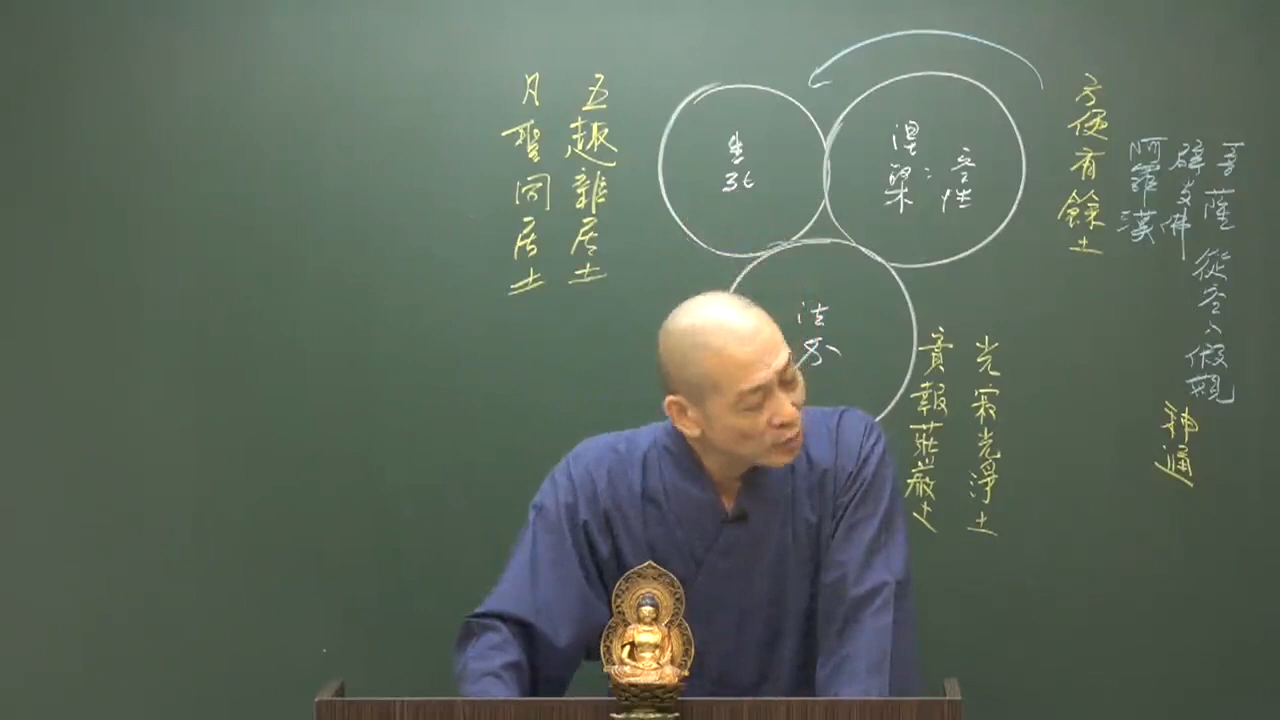 五趣雜居土
凡聖同居土
生死
涅槃：空性
方便有餘土
阿羅漢
辟支佛
菩薩
從空入假觀
神通
法界
實報莊嚴土
常寂光淨土